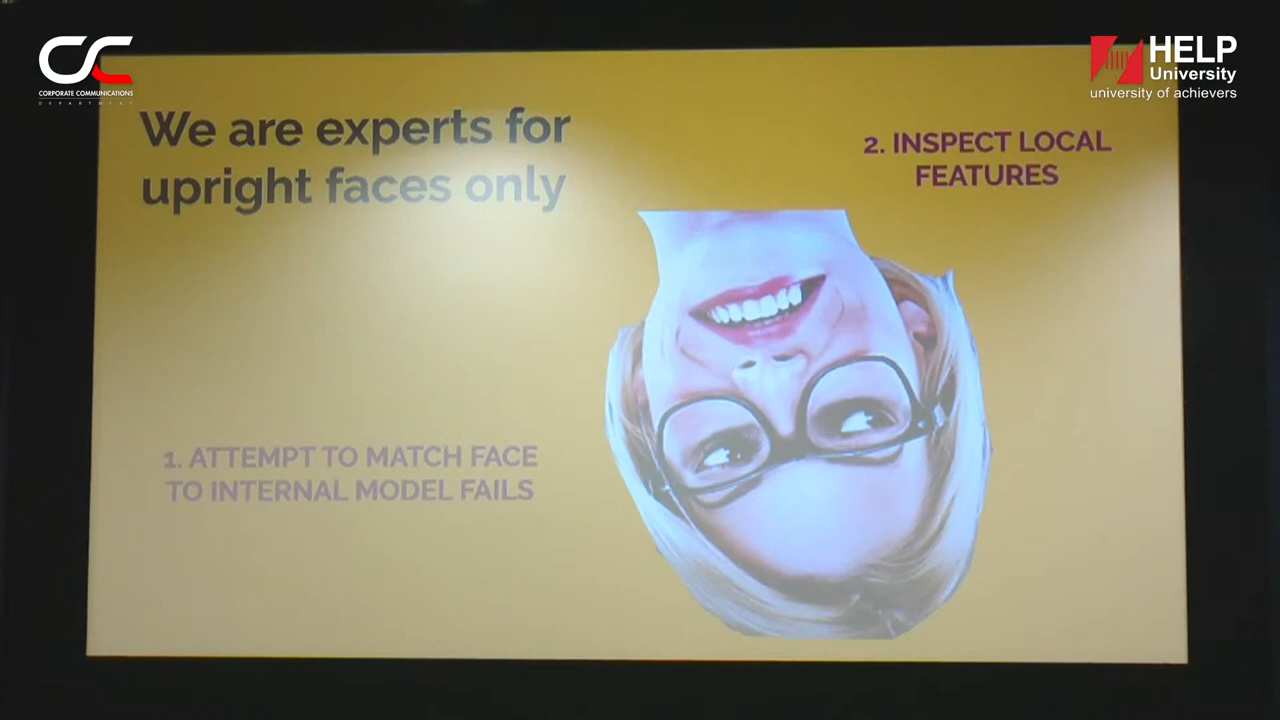 CORPORATE COMMUNICATIONS
DEPARTMENT
HELP
University
university of achievers
We are experts for
upright faces only
2. INSPECT LOCAL
FEATURES
1. ATTEMPT TO MATCH FACE
TO INTERNAL MODEL FAILS